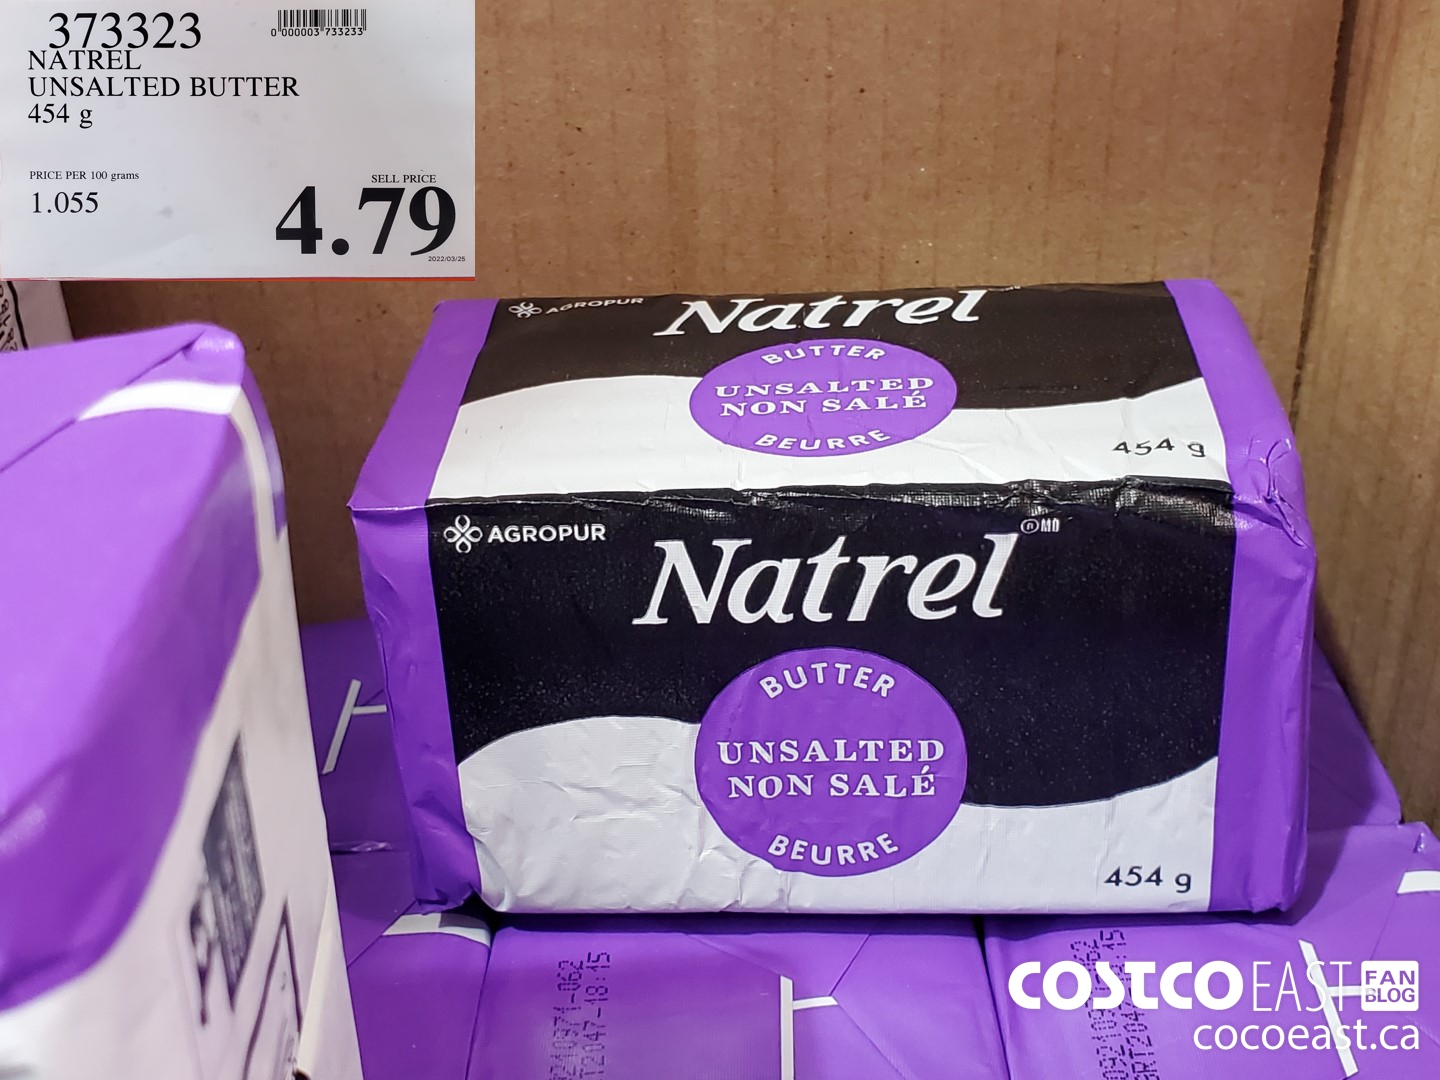 373323
0 000003 733233
NATREL
UNSALTED BUTTER
454 g
PRICE PER 100 grams
1.055
SELL PRICE
4.79
2022/03/25
AGROPUR
Natrel
BUTTER
UNSALTED
NON SALÉ
BEURRE
454 g
AGROPUR
Natrel
®MD
BUTTER
UNSALTED
NON SALÉ
BEURRE
454 g
COSTCO EAST FAN BLOG
cocoeast.ca